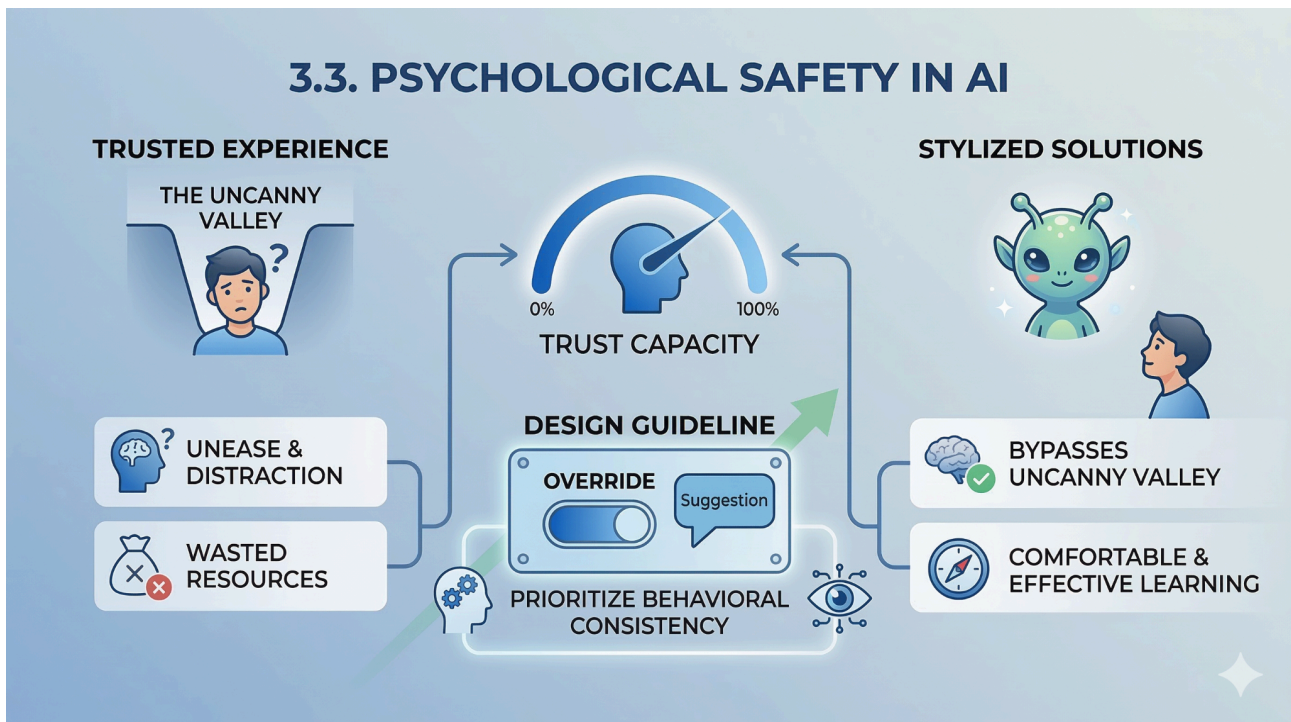 3.3. PSYCHOLOGICAL SAFETY IN AI
TRUSTED EXPERIENCE
THE UNCANNY
VALLEY
?
UNEASE &
DISTRACTION
?
WASTED
RESOURCES
0%
100%
TRUST CAPACITY
DESIGN GUIDELINE
OVERRIDE
Suggestion
PRIORITIZE BEHAVIORAL
CONSISTENCY
STYLIZED SOLUTIONS
BYPASSES
UNCANNY VALLEY
COMFORTABLE &
EFFECTIVE LEARNING